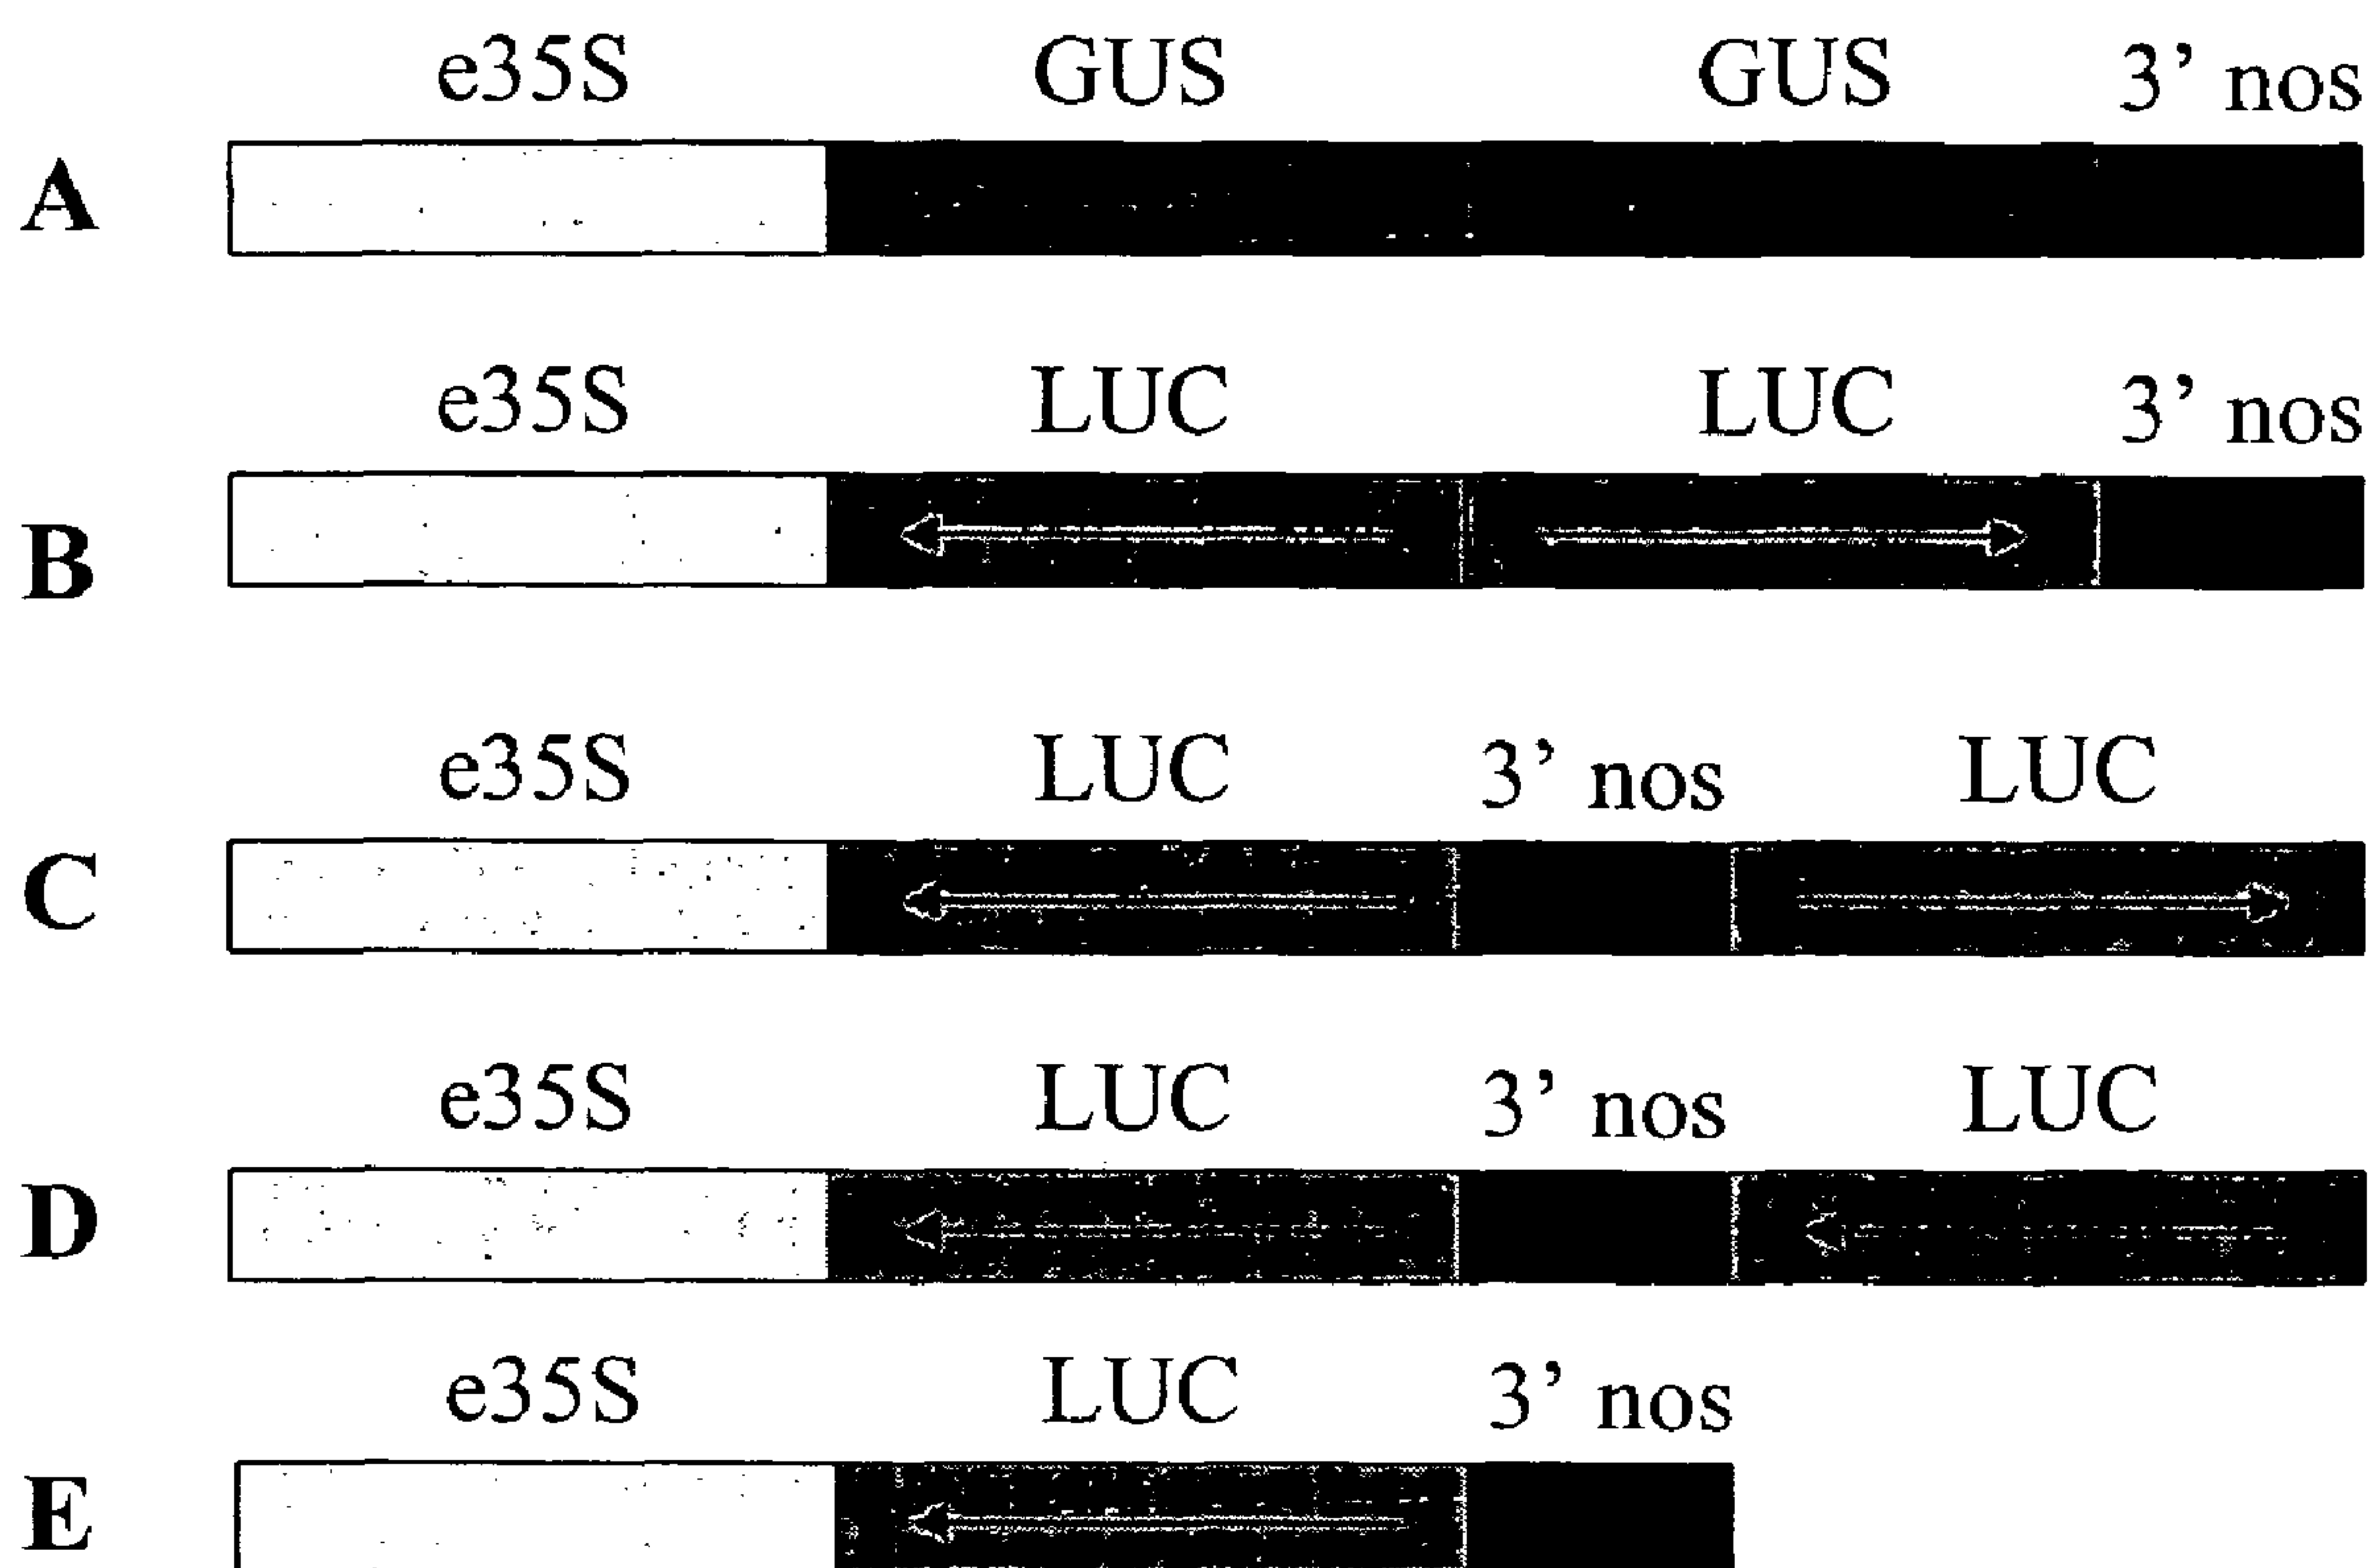 e35S GUS GUS 3’ nos
A
e35S LUC LUC 3’ nos
B
e35S LUC 3’ nos LUC
C
e35S LUC 3’ nos LUC
D
e35S LUC 3’ nos
E